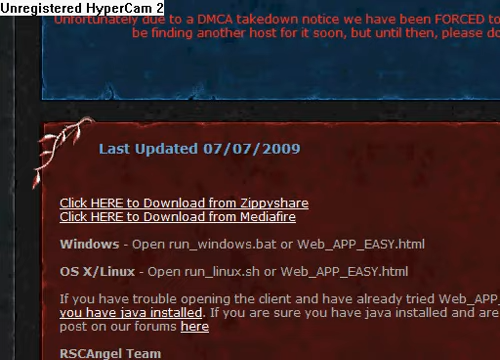 Unregistered HyperCam 2
Unfortunately due to a DMCA takedown notice we have been FORCED to
be finding another host for it soon, but until then, please do
Last Updated 07/07/2009
Click HERE to Download from Zippyshare
Click HERE to Download from Mediafire
Windows - Open run_windows.bat or Web_APP_EASY.html
OS X/Linux - Open run_linux.sh or Web_APP_EASY.html
If you have trouble opening the client and have already tried Web_APP_
you have java installed. If you are sure you have java installed and are
post on our forums here
RSCAngel Team